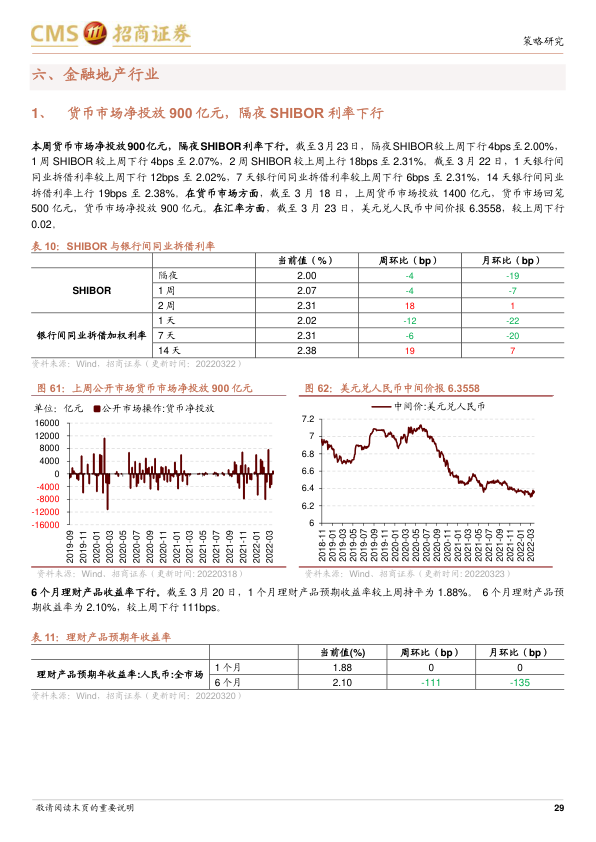 CMS 招商证券
策略研究
六、金融地产行业
1、 货币市场净投放 900 亿元，隔夜 SHIBOR 利率下行
本周货币市场净投放900亿元，隔夜SHIBOR利率下行。截至3月23日，隔夜SHIBOR较上周下行4bps至2.00%，
1 周 SHIBOR 较上周下行 4bps 至 2.07%，2 周 SHIBOR 较上周上行 18bps 至 2.31%。截至 3 月 22 日，1 天银行间
同业拆借利率较上周下行 12bps 至 2.02%，7 天银行间同业拆借利率较上周下行 6bps 至 2.31%，14 天银行间同业
拆借利率上行 19bps 至 2.38%。在货币市场方面，截至 3 月 18 日，上周货币市场投放 1400 亿元，货币市场回笼
500 亿元，货币市场净投放 900 亿元。在汇率方面，截至 3 月 23 日，美元兑人民币中间价报 6.3558，较上周下行
0.02。
表 10：SHIBOR 与银行间同业拆借利率
当前值（%） 周环比（bp） 月环比（bp）
SHIBOR
隔夜 2.00 -4 -19
1 周 2.07 -4 -7
2 周 2.31 18 1
银行间同业拆借加权利率
1 天 2.02 -12 -22
7 天 2.31 -6 -20
14 天 2.38 19 7
资料来源：Wind、招商证券（更新时间：20220322）
图 61：上周公开市场货币市场净投放 900 亿元
单位：亿元 公开市场操作:货币净投放
16000
12000
8000
4000
0
-4000
-8000
-12000
-16000
2019-09 2019-11 2020-01 2020-03 2020-05 2020-07 2020-09 2020-11 2021-01 2021-03 2021-05 2021-07 2021-09 2021-11 2022-01 2022-03
资料来源：Wind、招商证券（更新时间: 20220318）
图 62：美元兑人民币中间价报 6.3558
中间价:美元兑人民币
7.2
7
6.8
6.6
6.4
6.2
6
2018-11 2019-01 2019-03 2019-05 2019-07 2019-09 2019-11 2020-01 2020-03 2020-05 2020-07 2020-09 2020-11 2021-01 2021-03 2021-05 2021-07 2021-09 2021-11 2022-01 2022-03
资料来源：Wind、招商证券（更新时间：20220323）
6 个月理财产品收益率下行。截至 3 月 20 日，1 个月理财产品预期收益率较上周持平为 1.88%。 6 个月理财产品预
期收益率为 2.10%，较上周下行 111bps。
表 11：理财产品预期年收益率
当前值(%) 周环比（bp） 月环比（bp）
理财产品预期年收益率:人民币:全市场
1 个月 1.88 0 0
6 个月 2.10 -111 -135
资料来源：Wind、招商证券（更新时间：20220320）
敬请阅读末页的重要说明
29